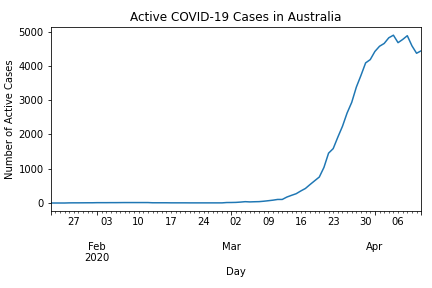 Active COVID-19 Cases in Australia
Number of Active Cases
5000
4000
3000
2000
1000
0
27 03 10 17 24 02 09 16 23 30 06
Feb Mar Apr
2020
Day